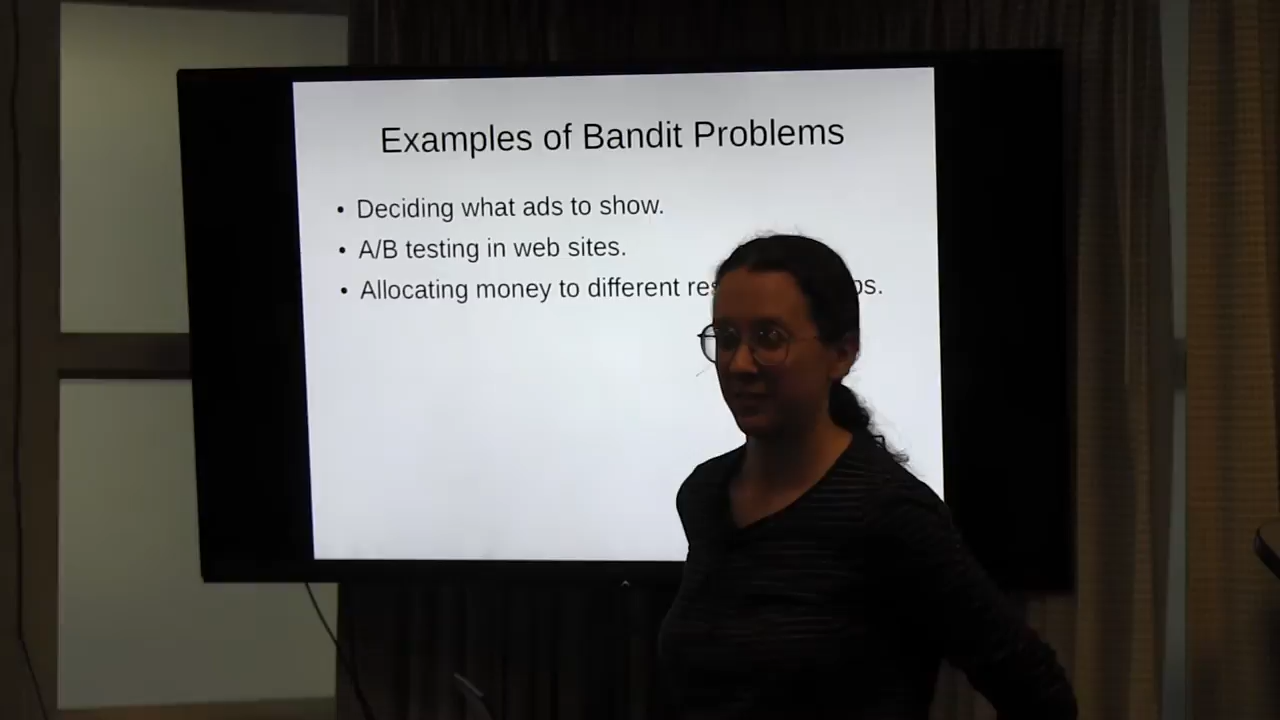 Examples of Bandit Problems
• Deciding what ads to show.
• A/B testing in web sites.
• Allocating money to different